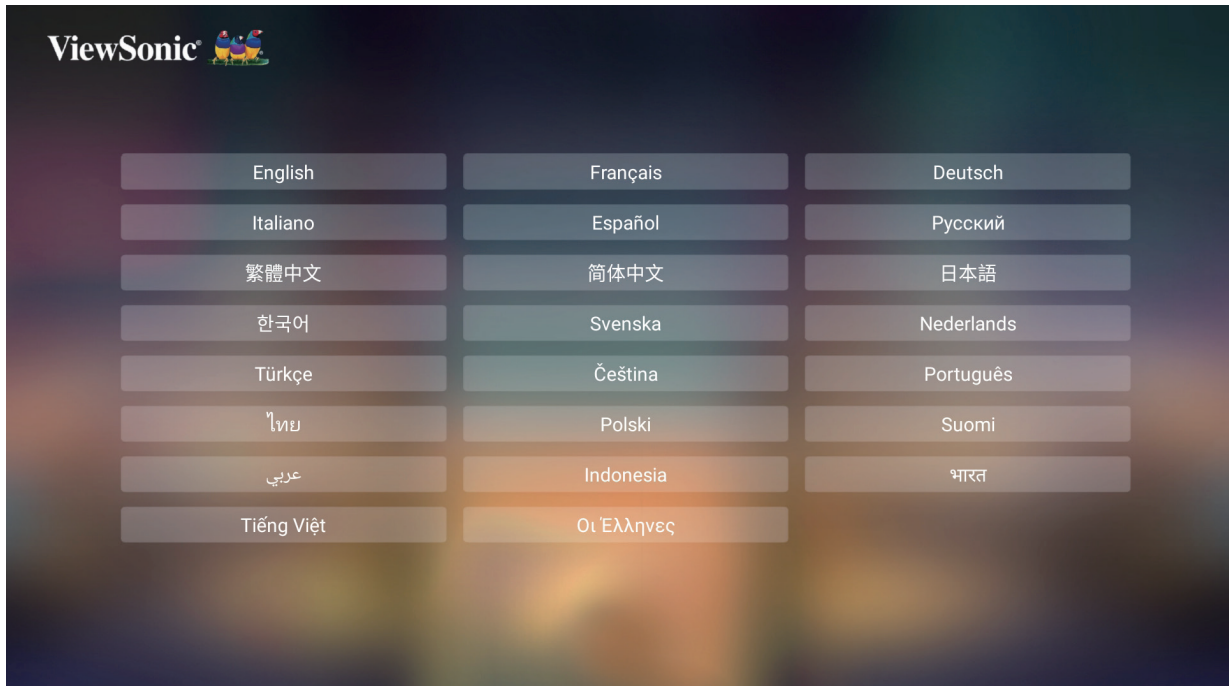 ViewSonic®
English Français Deutsch
Italiano Español Русский
繁體中文 简体中文 日本語
한국어 Svenska Nederlands
Türkçe Čeština Português
ไทย Polski Suomi
عربي Indonesia भारत
Tiếng Việt Οι Έλληνες